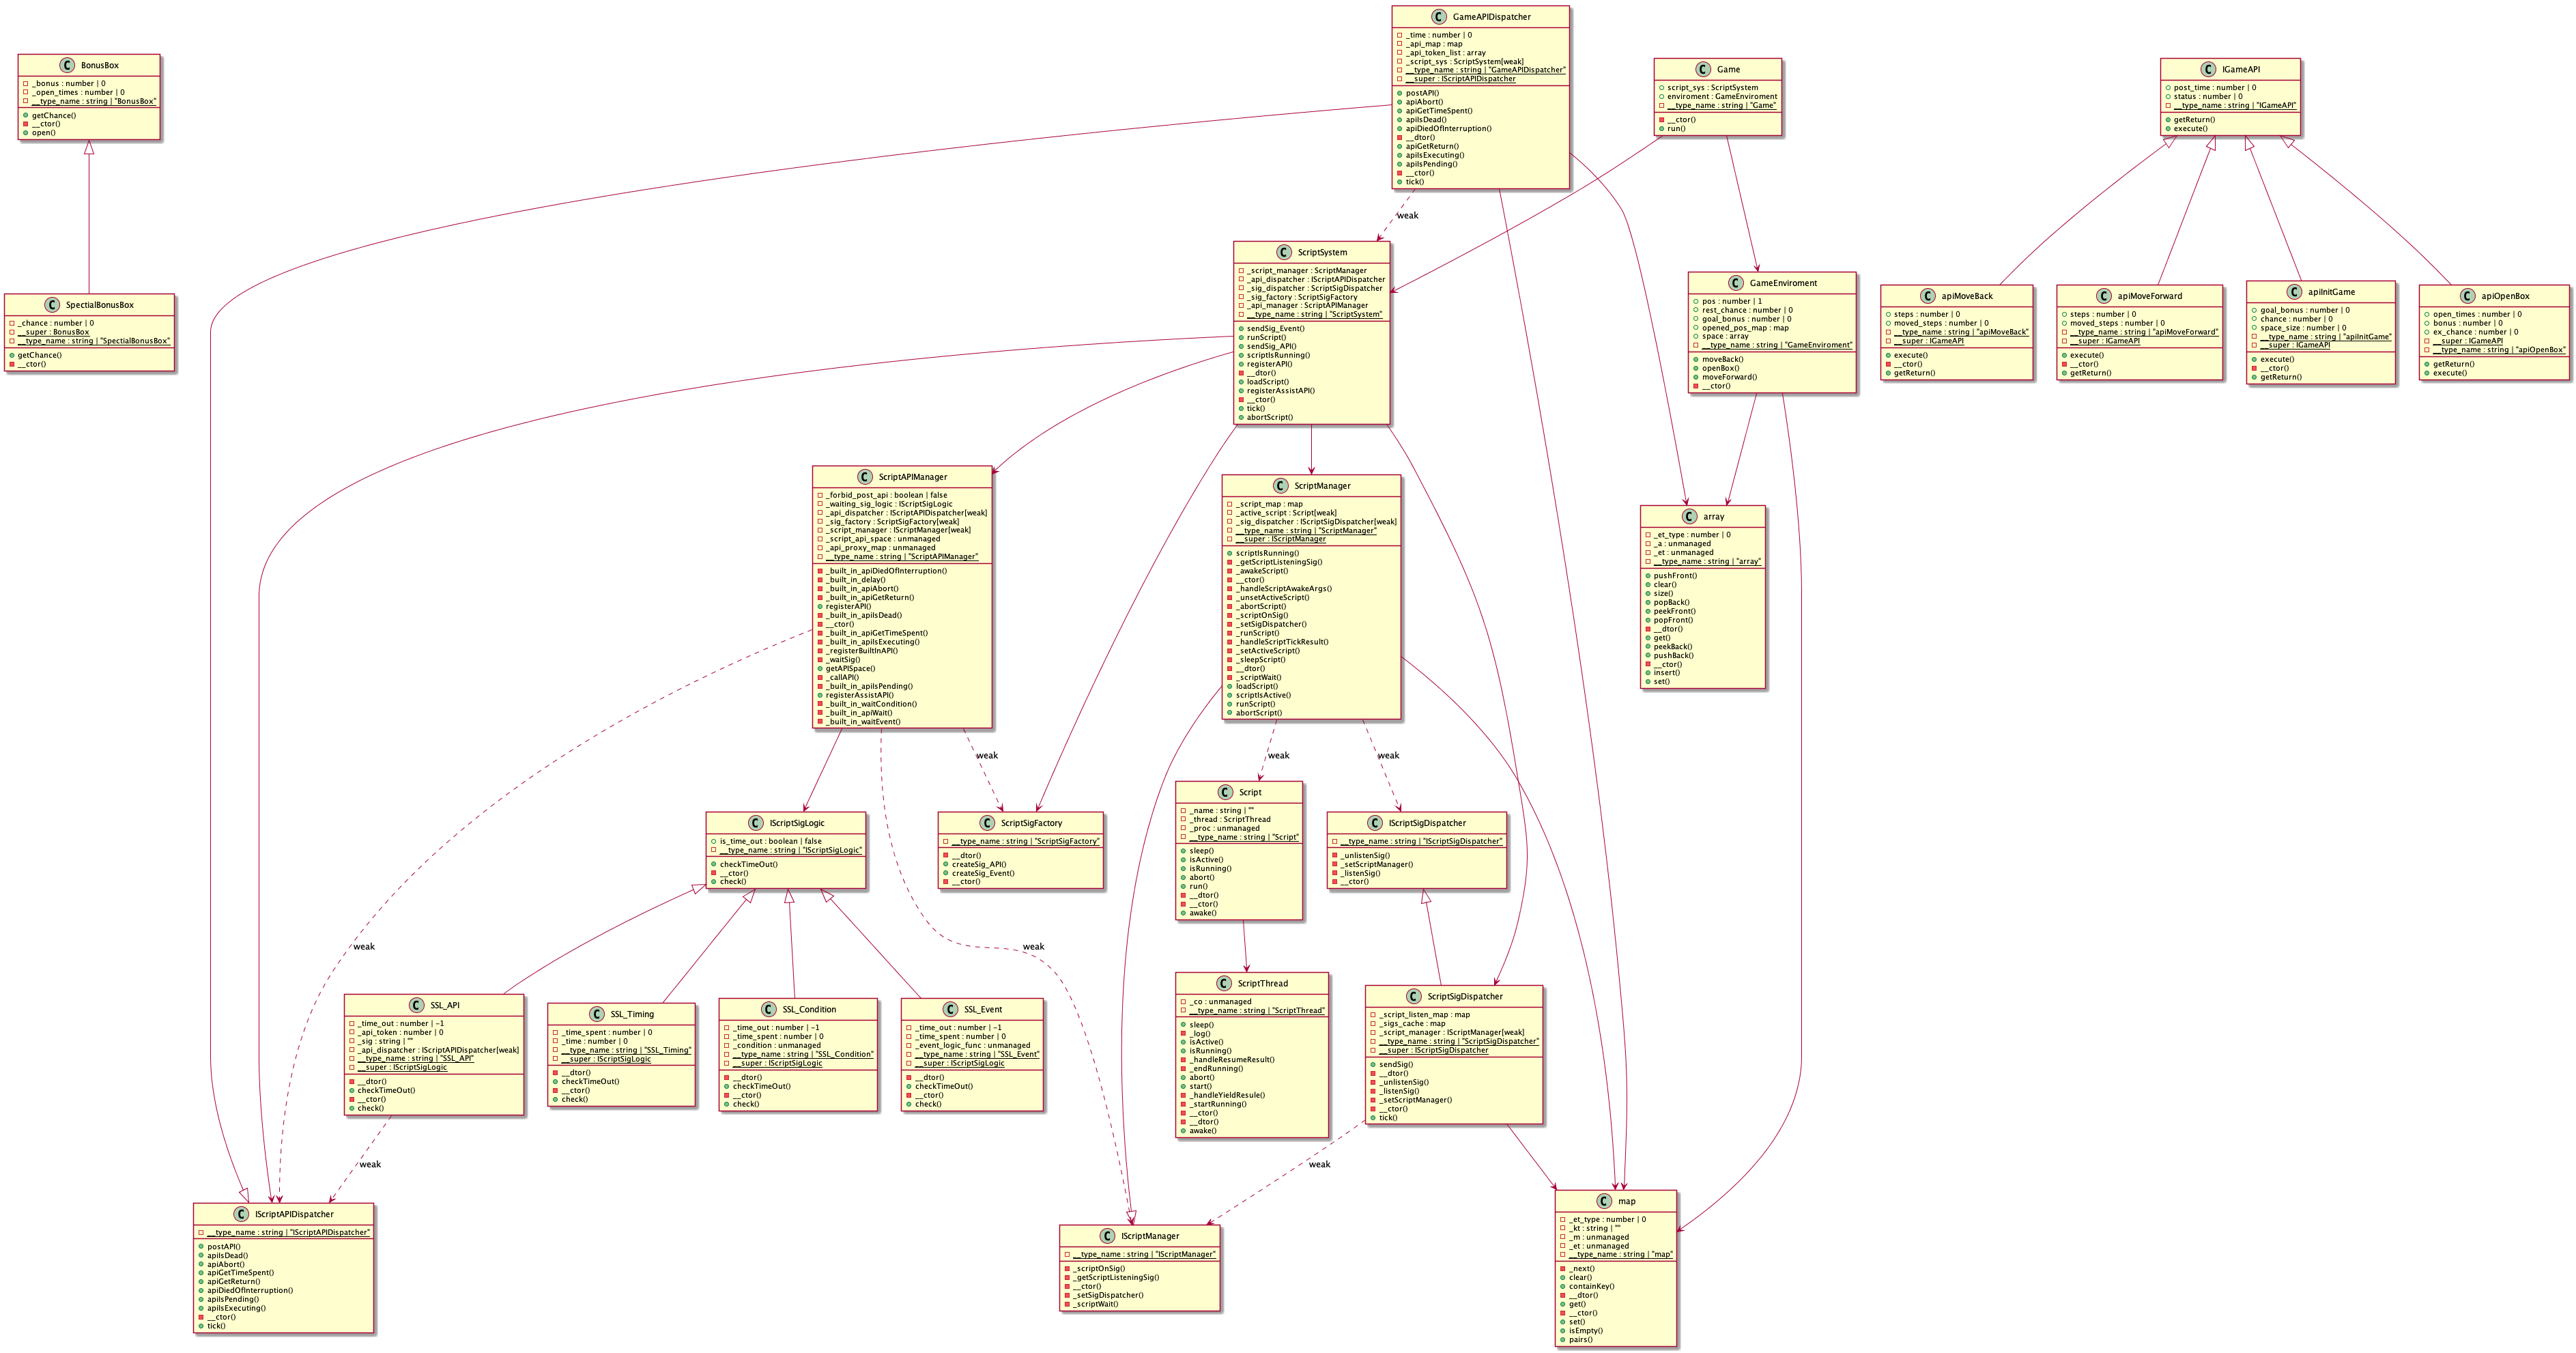 C GameAPIDispatcher
_time : number | 0
_api_map : map
_api_token_list : array
_script_sys : ScriptSystem[weak]
__type_name : string | "GameAPIDispatcher"
__super : IScriptAPIDispatcher
postAPI()
apiAbort()
apiGetTimeSpent()
apiIsDead()
apiDiedOfInterruption()
__dtor()
apiGetReturn()
apiIsExecuting()
apiIsPending()
__ctor()
tick()
C BonusBox
_bonus : number | 0
_open_times : number | 0
__type_name : string | "BonusBox"
getChance()
__ctor()
open()
C Game
script_sys : ScriptSystem
enviroment : GameEnviroment
__type_name : string | "Game"
__ctor()
run()
C IGameAPI
post_time : number | 0
status : number | 0
__type_name : string | "IGameAPI"
getReturn()
execute()
weak
C ScriptSystem
_script_manager : ScriptManager
_api_dispatcher : IScriptAPIDispatcher
_sig_dispatcher : ScriptSigDispatcher
_sig_factory : ScriptSigFactory
_api_manager : ScriptAPIManager
__type_name : string | "ScriptSystem"
sendSig_Event()
runScript()
sendSig_API()
scriptIsRunning()
registerAPI()
__dtor()
loadScript()
registerAssistAPI()
__ctor()
tick()
abortScript()
C SpectialBonusBox
_chance : number | 0
__super : BonusBox
__type_name : string | "SpectialBonusBox"
getChance()
__ctor()
C GameEnviroment
pos : number | 1
rest_chance : number | 0
goal_bonus : number | 0
opened_pos_map : map
space : array
__type_name : string | "GameEnviroment"
moveBack()
openBox()
moveForward()
__ctor()
C apiMoveBack
steps : number | 0
moved_steps : number | 0
__type_name : string | "apiMoveBack"
__super : IGameAPI
execute()
__ctor()
getReturn()
C apiMoveForward
steps : number | 0
moved_steps : number | 0
__type_name : string | "apiMoveForward"
__super : IGameAPI
execute()
__ctor()
getReturn()
C apiInitGame
goal_bonus : number | 0
chance : number | 0
space_size : number | 0
__type_name : string | "apiInitGame"
__super : IGameAPI
execute()
__ctor()
getReturn()
C apiOpenBox
open_times : number | 0
bonus : number | 0
ex_chance : number | 0
__super : IGameAPI
__type_name : string | "apiOpenBox"
getReturn()
execute()
C ScriptAPIManager
_forbid_post_api : boolean | false
_waiting_sig_logic : IScriptSigLogic
_api_dispatcher : IScriptAPIDispatcher[weak]
_sig_factory : ScriptSigFactory[weak]
_script_manager : IScriptManager[weak]
_script_api_space : unmanaged
_api_proxy_map : unmanaged
__type_name : string | "ScriptAPIManager"
_built_in_apiDiedOfInterruption()
_built_in_delay()
_built_in_apiAbort()
_built_in_apiGetReturn()
registerAPI()
_built_in_apiIsDead()
__ctor()
_built_in_apiGetTimeSpent()
_built_in_apiIsExecuting()
_registerBuiltInAPI()
_waitSig()
getAPISpace()
_callAPI()
_built_in_apiIsPending()
registerAssistAPI()
_built_in_waitCondition()
_built_in_apiWait()
_built_in_waitEvent()
C ScriptManager
_script_map : map
_active_script : Script[weak]
_sig_dispatcher : IScriptSigDispatcher[weak]
__type_name : string | "ScriptManager"
__super : IScriptManager
scriptIsRunning()
_getScriptListeningSig()
_awakeScript()
__ctor()
_handleScriptAwakeArgs()
_unsetActiveScript()
_abortScript()
_scriptOnSig()
_setSigDispatcher()
_runScript()
_handleScriptTickResult()
_setActiveScript()
_sleepScript()
__dtor()
_scriptWait()
loadScript()
scriptIsActive()
runScript()
abortScript()
C array
_et_type : number | 0
_a : unmanaged
_et : unmanaged
__type_name : string | "array"
pushFront()
clear()
size()
popBack()
peekFront()
popFront()
__dtor()
get()
peekBack()
pushBack()
__ctor()
insert()
set()
weak
weak
weak
C IScriptSigLogic
is_time_out : boolean | false
__type_name : string | "IScriptSigLogic"
checkTimeOut()
__ctor()
check()
C ScriptSigFactory
__type_name : string | "ScriptSigFactory"
__dtor()
createSig_API()
createSig_Event()
__ctor()
C Script
_name : string | ""
_thread : ScriptThread
_proc : unmanaged
__type_name : string | "Script"
sleep()
isActive()
isRunning()
abort()
run()
__dtor()
__ctor()
awake()
C IScriptSigDispatcher
__type_name : string | "IScriptSigDispatcher"
_unlistenSig()
_setScriptManager()
_listenSig()
__ctor()
weak
weak
C SSL_API
_time_out : number | -1
_api_token : number | 0
_sig : string | ""
_api_dispatcher : IScriptAPIDispatcher[weak]
__type_name : string | "SSL_API"
__super : IScriptSigLogic
__dtor()
checkTimeOut()
__ctor()
check()
C SSL_Timing
_time_spent : number | 0
_time : number | 0
__type_name : string | "SSL_Timing"
__super : IScriptSigLogic
__dtor()
checkTimeOut()
__ctor()
check()
C SSL_Condition
_time_out : number | -1
_time_spent : number | 0
_condition : unmanaged
__type_name : string | "SSL_Condition"
__super : IScriptSigLogic
__dtor()
checkTimeOut()
__ctor()
check()
C SSL_Event
_time_out : number | -1
_time_spent : number | 0
_event_logic_func : unmanaged
__type_name : string | "SSL_Event"
__super : IScriptSigLogic
__dtor()
checkTimeOut()
__ctor()
check()
C ScriptThread
_co : unmanaged
__type_name : string | "ScriptThread"
sleep()
_log()
isActive()
isRunning()
_handleResumeResult()
_endRunning()
abort()
start()
_handleYieldResule()
_startRunning()
__ctor()
__dtor()
awake()
C ScriptSigDispatcher
_script_listen_map : map
_sigs_cache : map
_script_manager : IScriptManager[weak]
__type_name : string | "ScriptSigDispatcher"
__super : IScriptSigDispatcher
sendSig()
__dtor()
_unlistenSig()
_listenSig()
_setScriptManager()
__ctor()
tick()
weak
weak
C IScriptAPIDispatcher
__type_name : string | "IScriptAPIDispatcher"
postAPI()
apiIsDead()
apiAbort()
apiGetTimeSpent()
apiGetReturn()
apiDiedOfInterruption()
apiIsPending()
apiIsExecuting()
__ctor()
tick()
C IScriptManager
__type_name : string | "IScriptManager"
_scriptOnSig()
_getScriptListeningSig()
__ctor()
_setSigDispatcher()
_scriptWait()
C map
_et_type : number | 0
_kt : string | ""
_m : unmanaged
_et : unmanaged
__type_name : string | "map"
_next()
clear()
containKey()
__dtor()
get()
__ctor()
set()
isEmpty()
pairs()